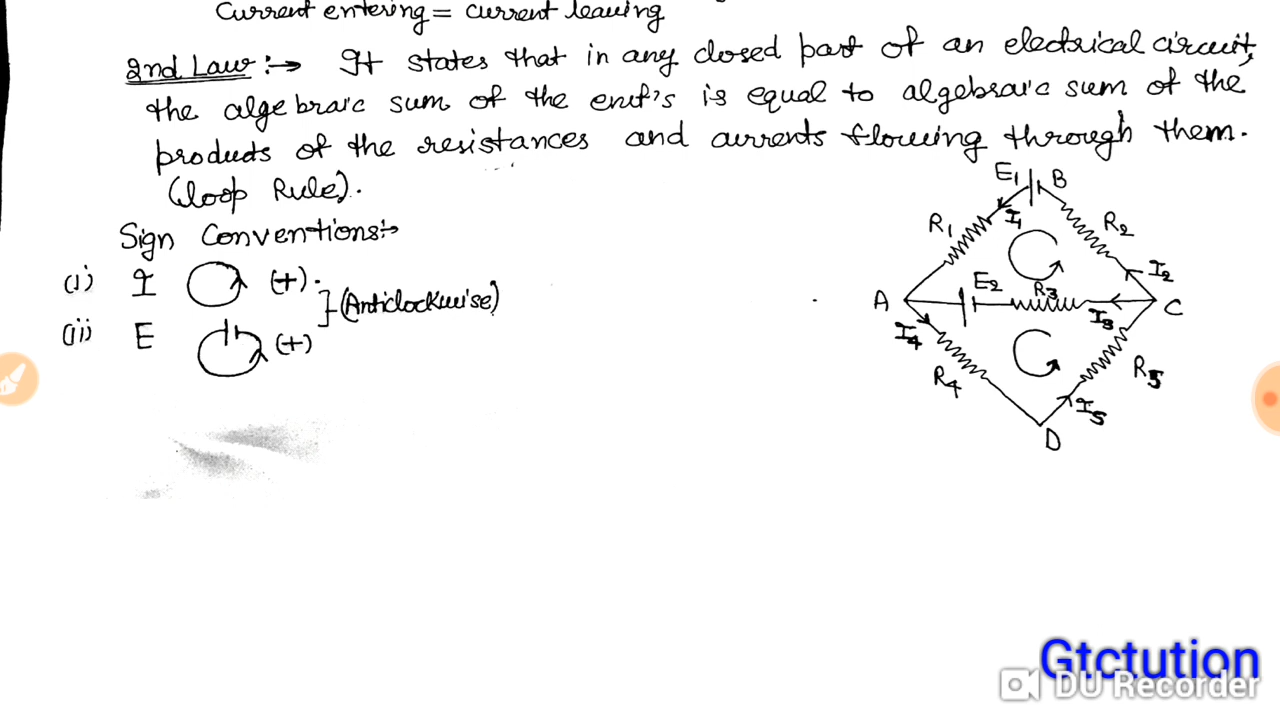 Current entering = current leaving
2nd Law :→ It states that in any closed part of an electrical circuit,
the algebraic sum of the emf's is equal to algebraic sum of the
products of the resistances and currents flowing through them.
(Loop Rule).
Sign Conventions:→
(i) I (+).
(ii) E (+)
(Anticlockwise)
E1 B
R1 I1 R2
I2
A E2 R3 I3 C
I4
R4 R5
I5
D
Gtctution
DU Recorder